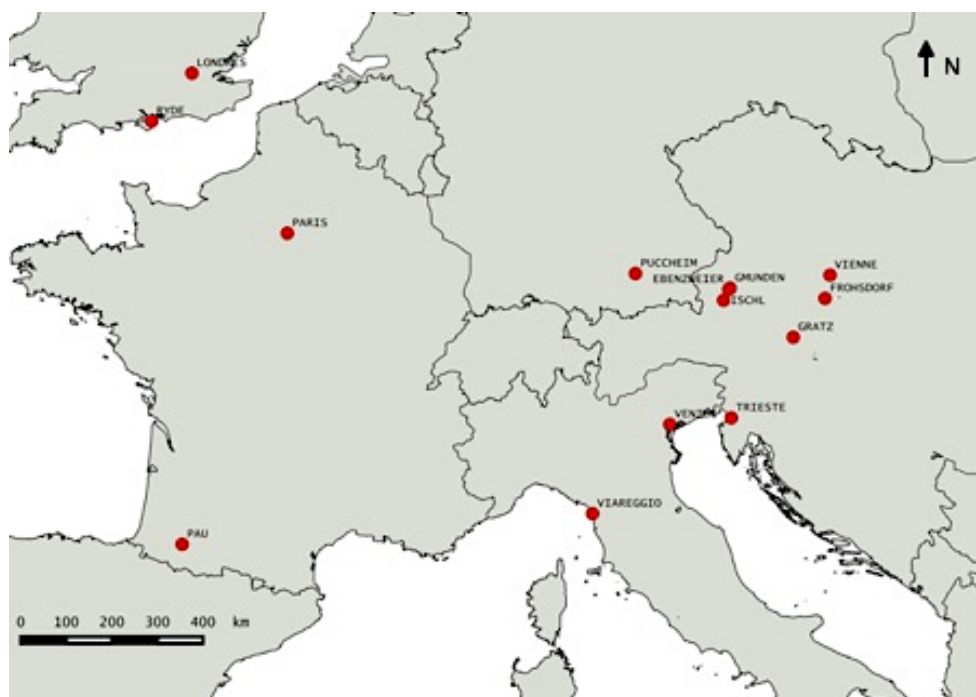 LONDRES
N
RYDE
PARIS
PUCCHEIM
VIENNE
EBENZWEIER GMUNDEN
FROHSDORF
ISCHL
GRATZ
TRIESTE
VIAREGGIO
PAU
0 100 200 300 400 km